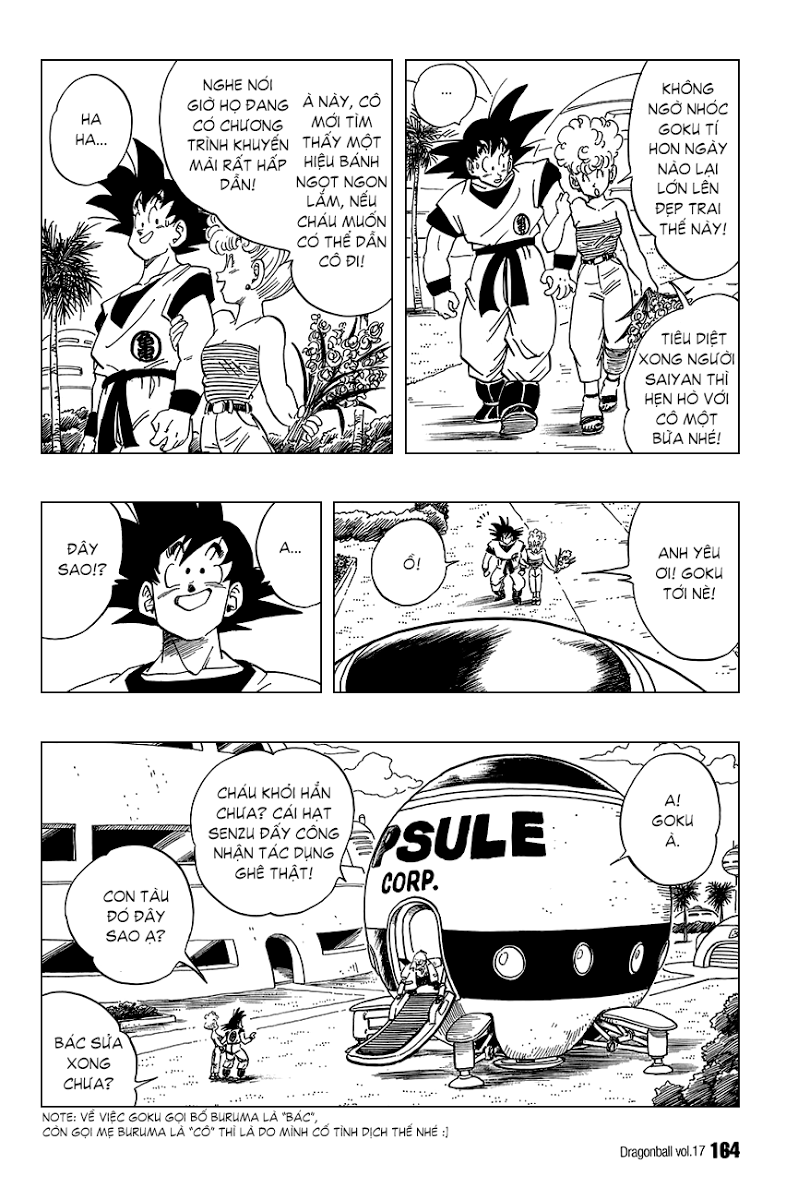 KHÔNG
NGỜ NHÓC
GOKU TÍ
HON NGÀY
NÀO LẠI
LỚN LÊN
ĐẸP TRAI
THẾ NÀY!
...
TIÊU DIỆT
XONG NGƯỜI
SAIYAN THÌ
HẸN HÒ VỚI
CÔ MỘT
BỮA NHÉ!
À NÀY, CÔ
MỚI TÌM
THẤY MỘT
HIỆU BÁNH
NGỌT NGON
LẮM, NẾU
CHÁU MUỐN
CÓ THỂ DẪN
CÔ ĐI!
NGHE NÓI
GIỜ HỌ ĐANG
CÓ CHƯƠNG
TRÌNH KHUYẾN
MÃI RẤT HẤP
DẪN!
HA
HA...
ANH YÊU
ƠI! GOKU
TỚI NÈ!
Ồ!
A...
ĐÂY
SAO!?
A!
GOKU
À.
CHÁU KHỎI HẲN
CHƯA? CÁI HẠT
SENZU ĐẤY CÔNG
NHẬN TÁC DỤNG
GHÊ THẬT!
PSULE
CORP.
CON TÀU
ĐÓ ĐÂY
SAO Ạ?
BÁC SỬA
XONG
CHƯA?
NOTE: VỀ VIỆC GOKU GỌI BỐ BURUMA LÀ "BÁC",
CÒN GỌI MẸ BURUMA LÀ "CÔ" THÌ LÀ DO MÌNH CỐ TÌNH DỊCH THẾ NHÉ :]
Dragonball vol.17 164